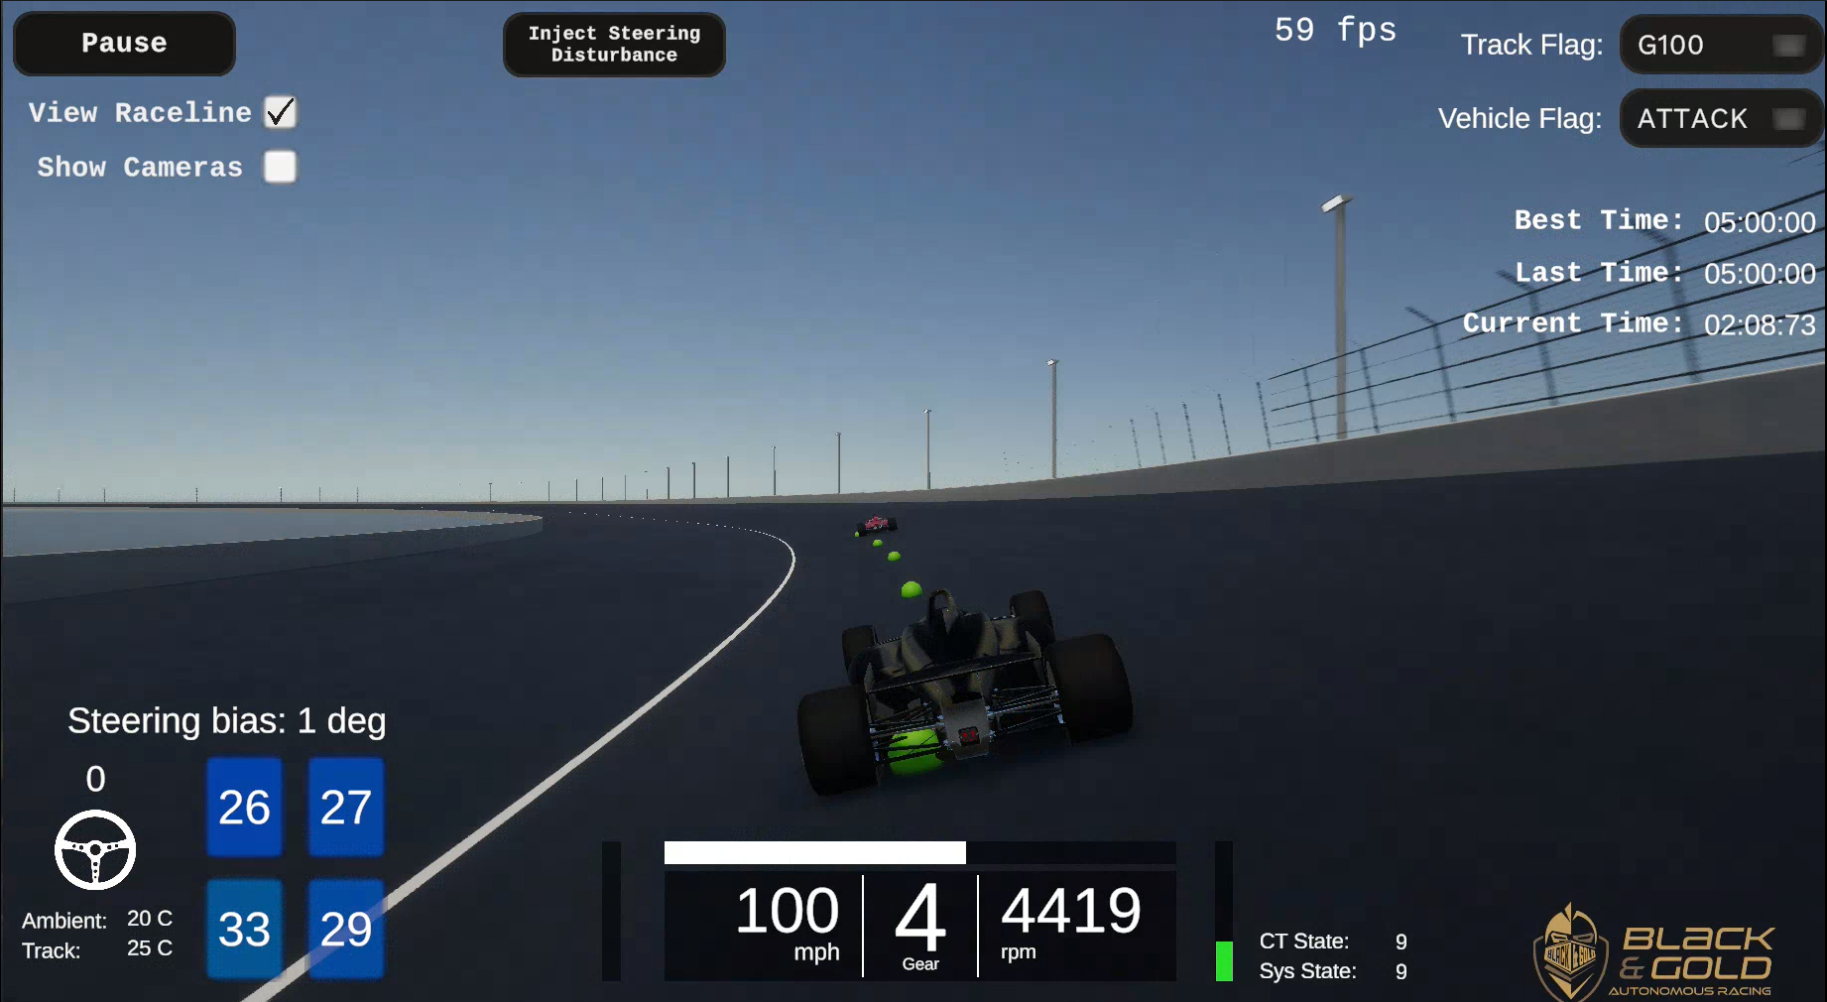 Pause
Inject Steering
Disturbance
59 fps
Track Flag: G100
Vehicle Flag: ATTACK
View Raceline
Show Cameras
Best Time: 05:00:00
Last Time: 05:00:00
Current Time: 02:08:73
Steering bias: 1 deg
0
26 27
33 29
Ambient: 20 C
Track: 25 C
100 mph
4 Gear
4419 rpm
CT State: 9
Sys State: 9
BLACK
& GOLD
AUTONOMOUS RACING
BLACK & GOLD